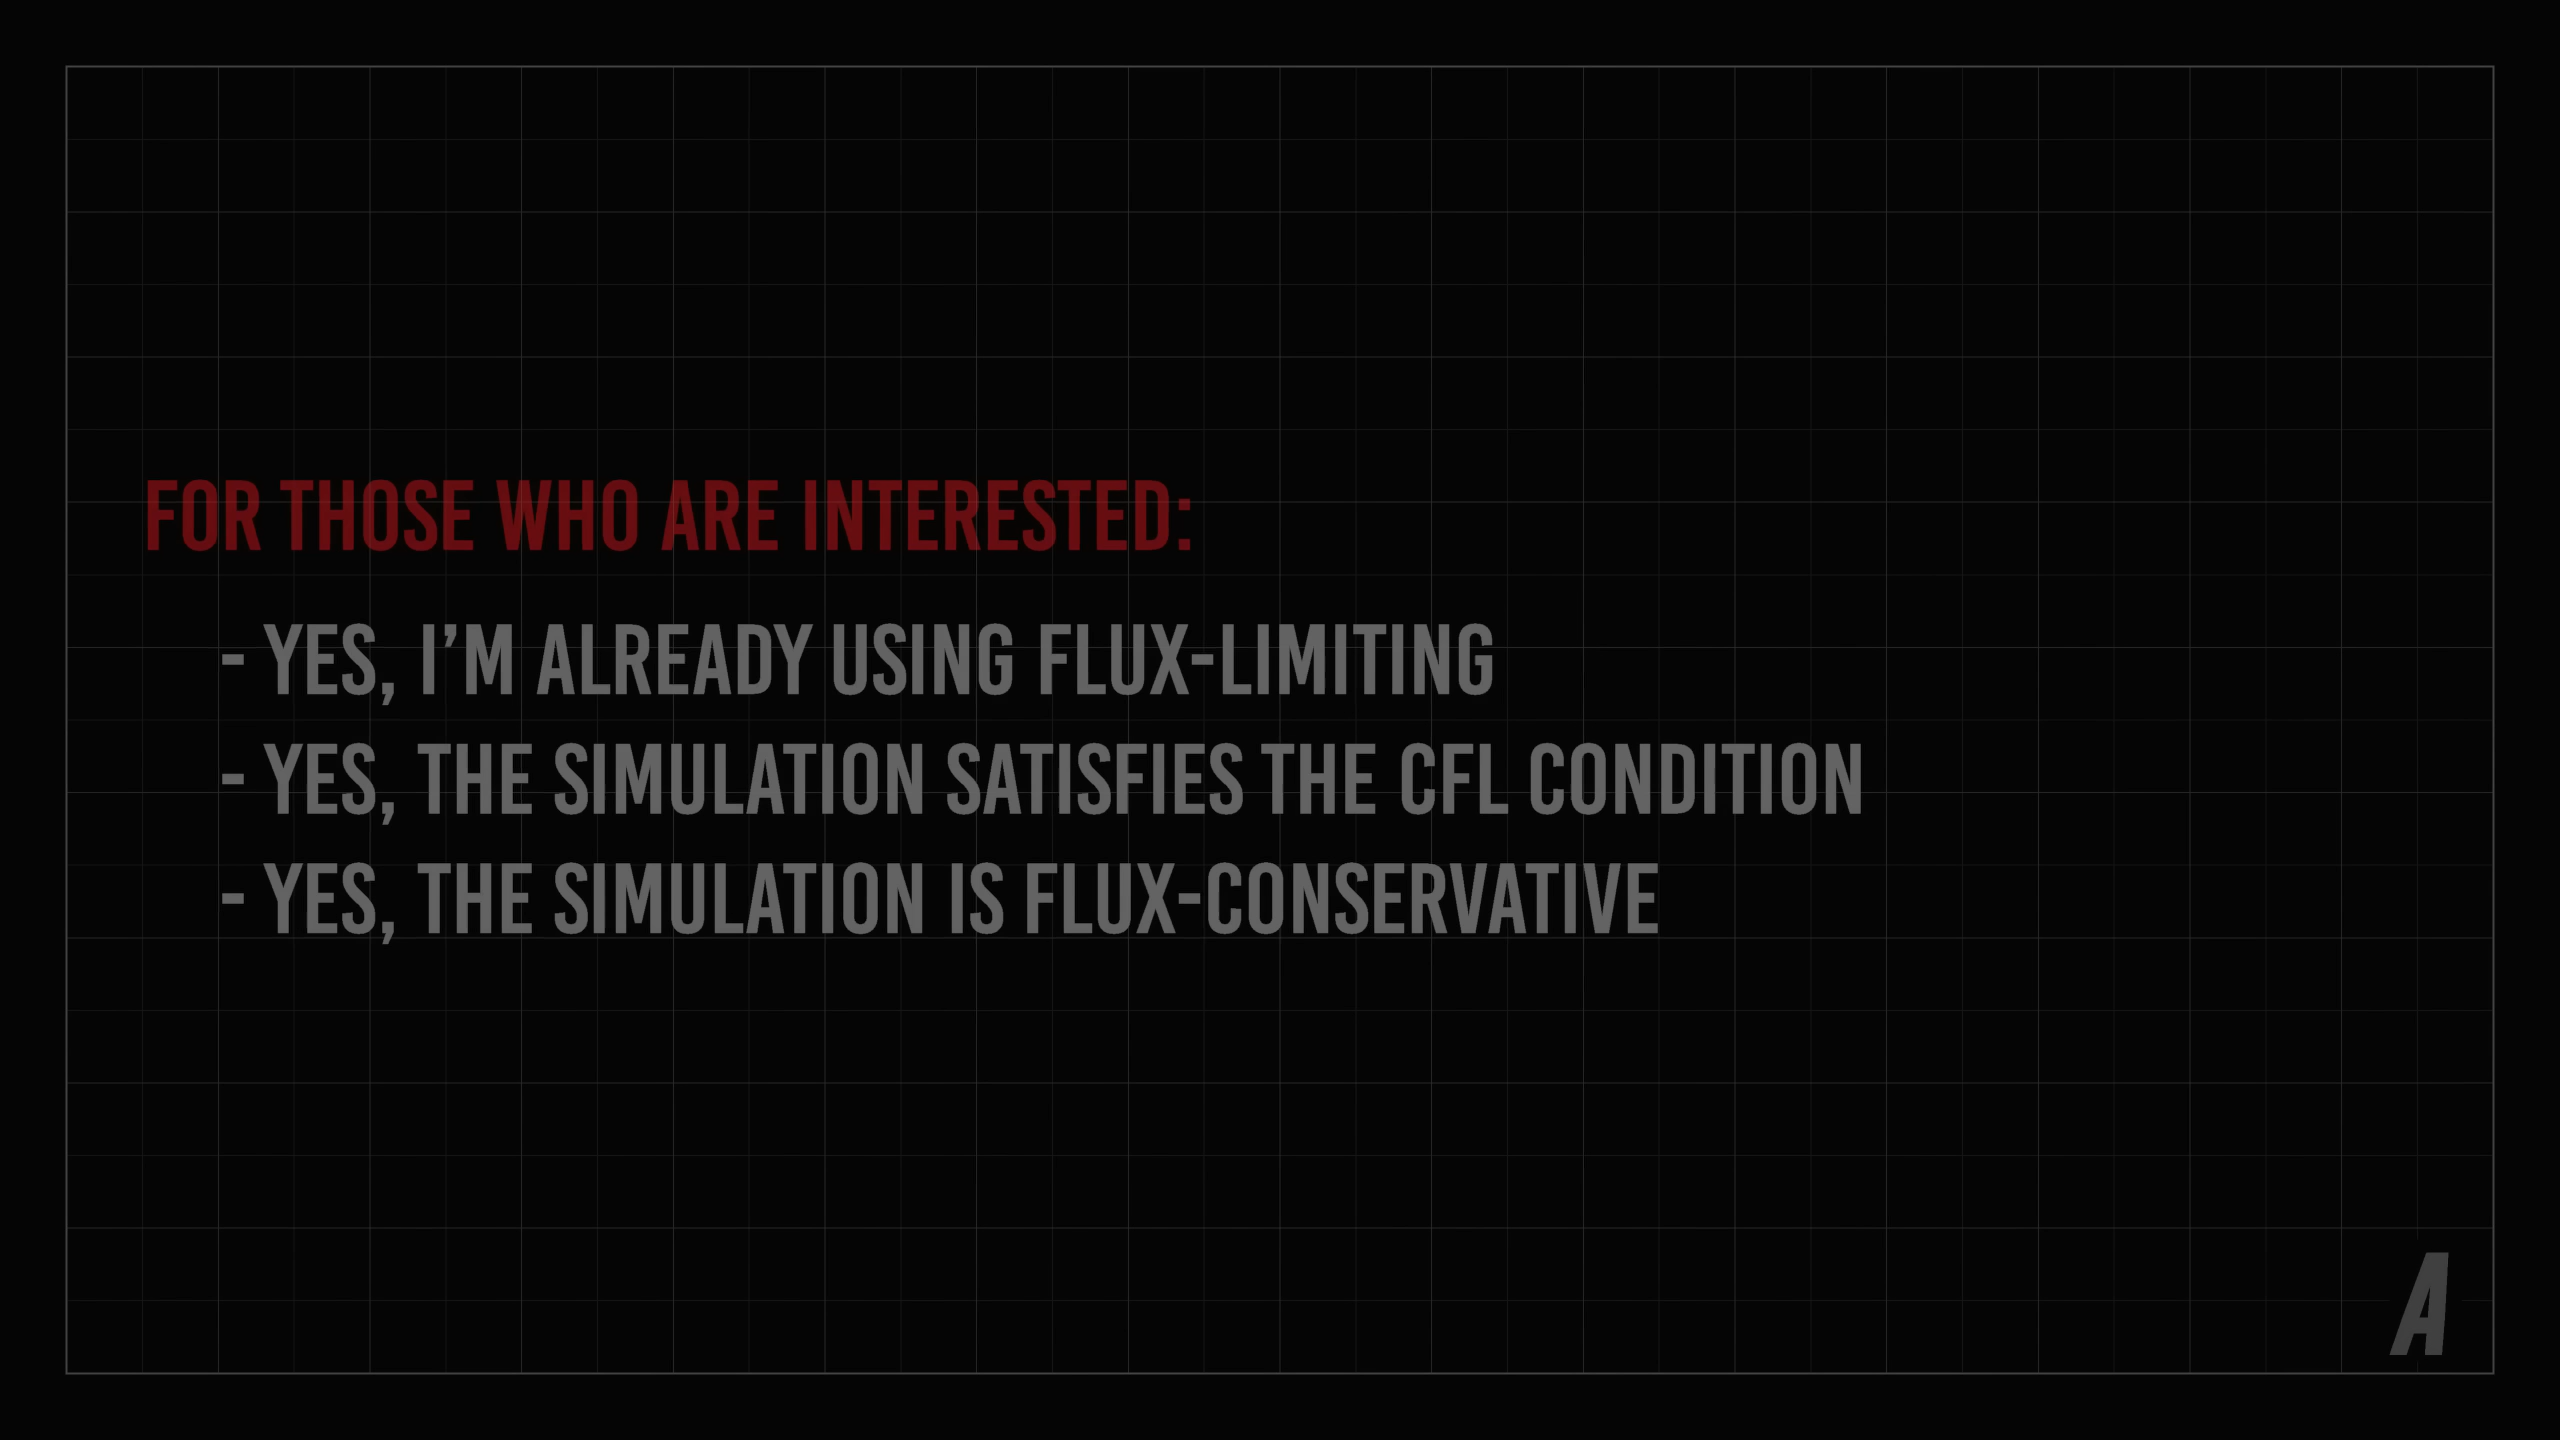 FOR THOSE WHO ARE INTERESTED:
- YES, I’M ALREADY USING FLUX-LIMITING
- YES, THE SIMULATION SATISFIES THE CFL CONDITION
- YES, THE SIMULATION IS FLUX-CONSERVATIVE
A